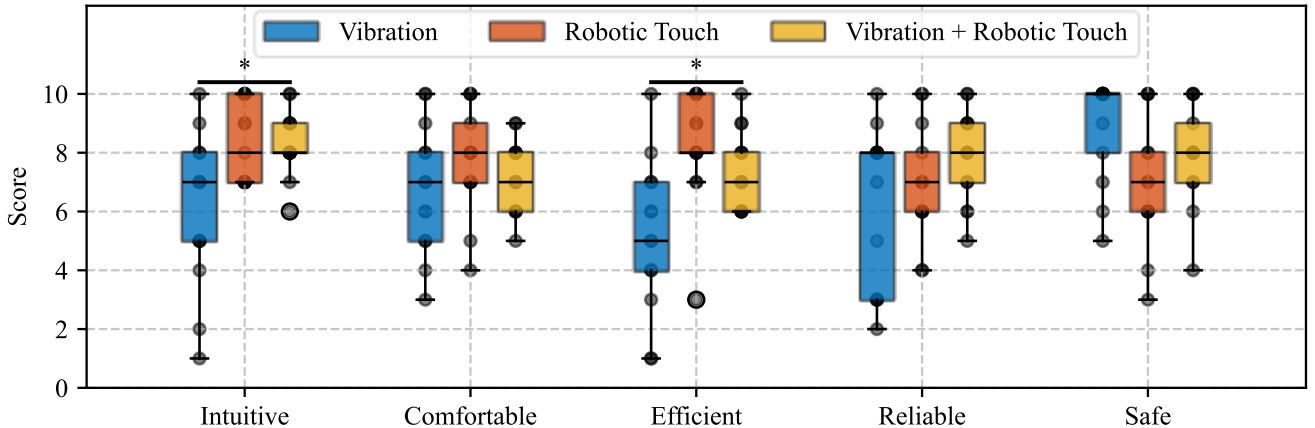 Vibration Robotic Touch Vibration + Robotic Touch
* *
10
8
6
4
2
0
Score
Intuitive Comfortable Efficient Reliable Safe